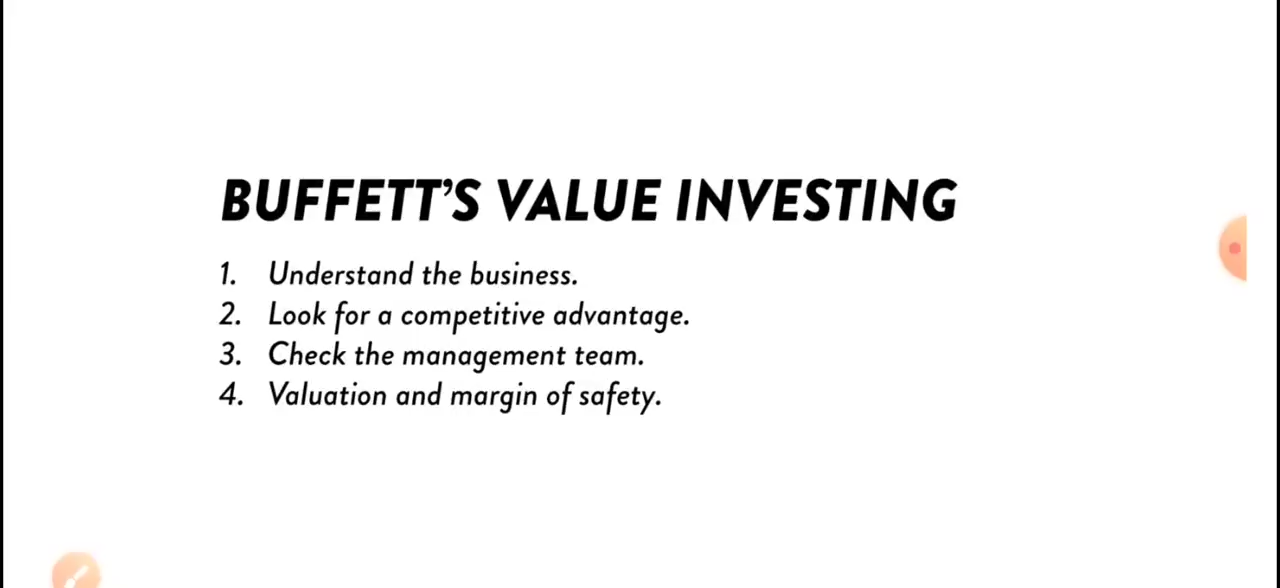 BUFFETT'S VALUE INVESTING
1. Understand the business.
2. Look for a competitive advantage.
3. Check the management team.
4. Valuation and margin of safety.